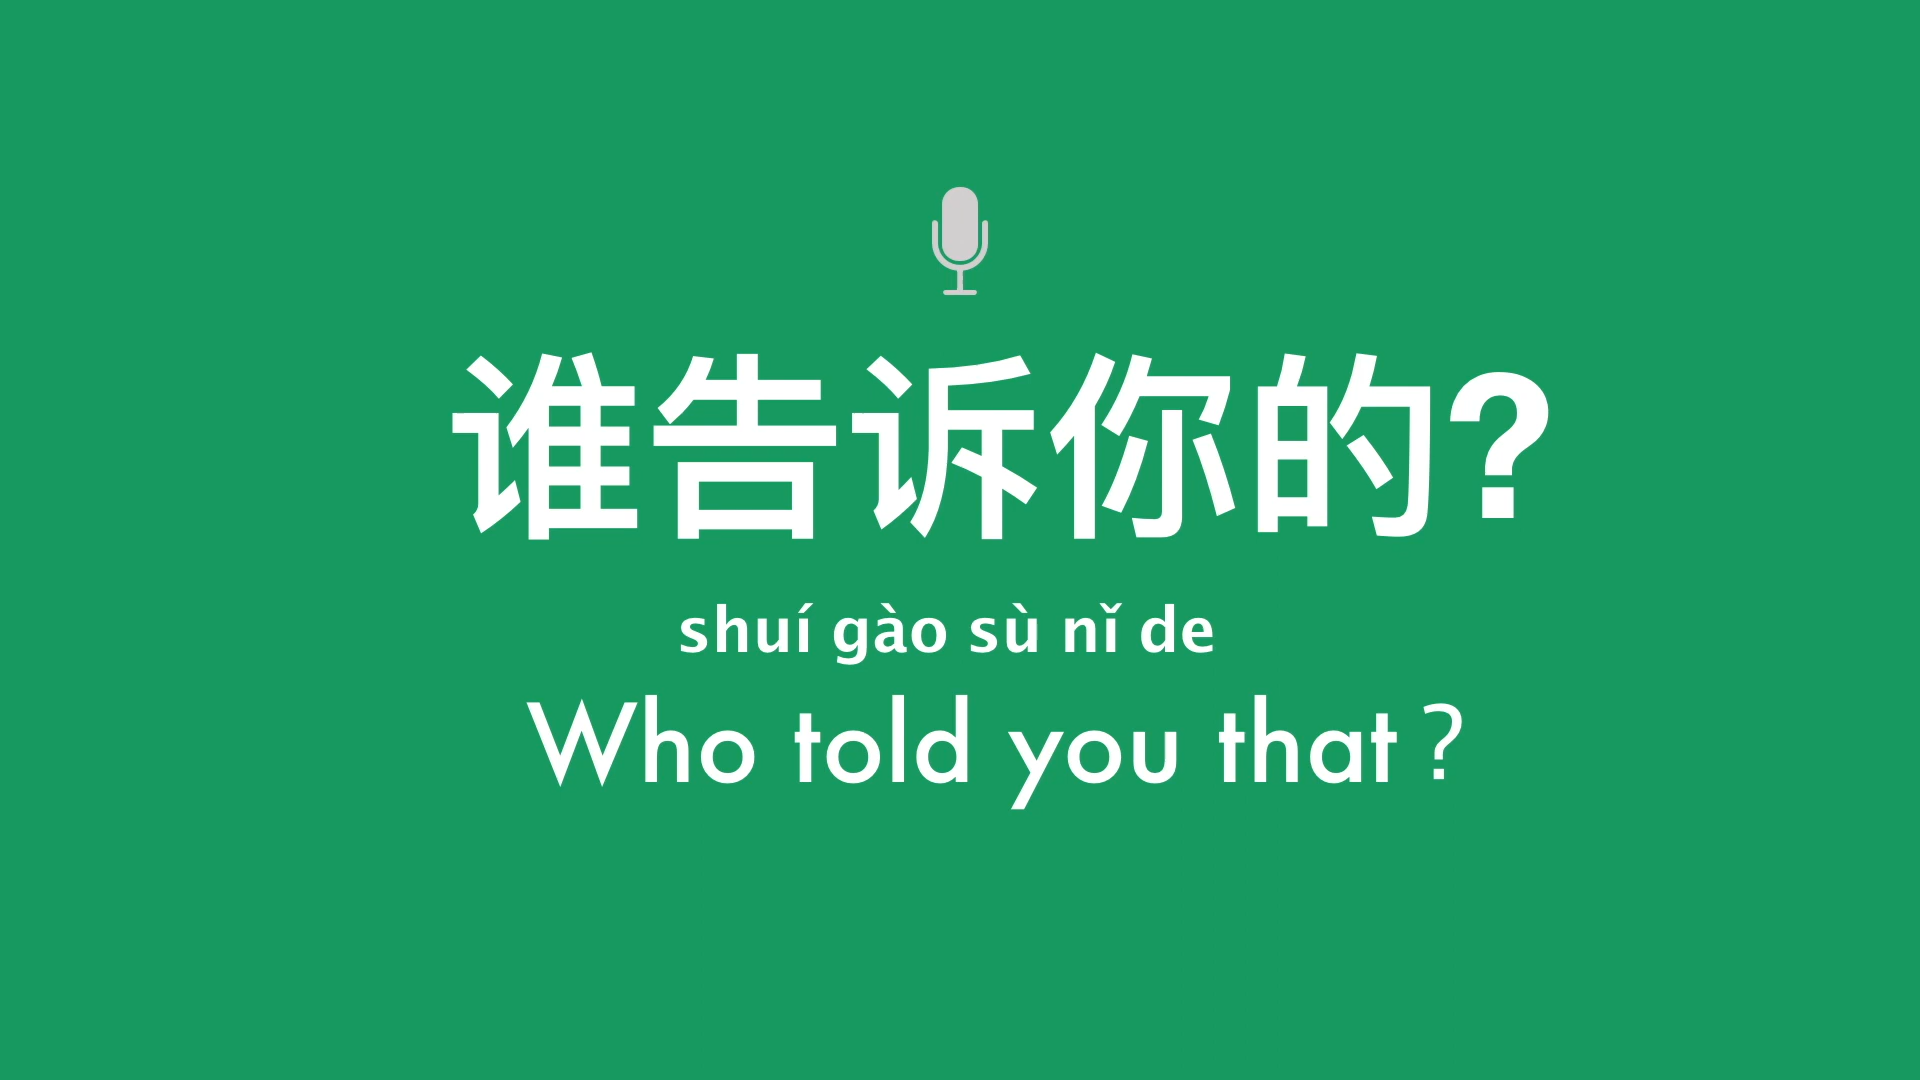 谁告诉你的?
shuí gào sù nǐ de
Who told you that？